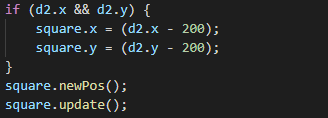 if (d2.x && d2.y) {
    square.x = (d2.x - 200);
    square.y = (d2.y - 200);
}
square.newPos();
square.update();